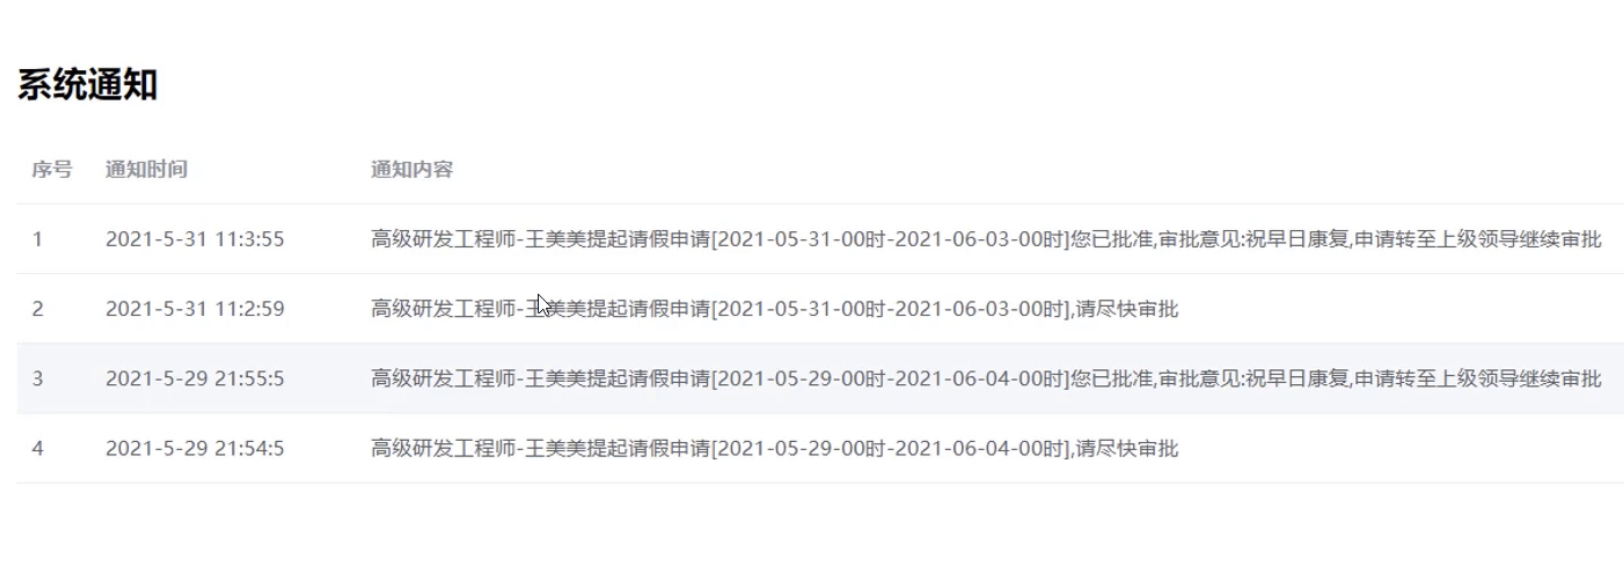 系统通知
序号 通知时间 通知内容
1 2021-5-31 11:3:55 高级研发工程师-王美美提起请假申请[2021-05-31-00时-2021-06-03-00时]您已批准,审批意见:祝早日康复,申请转至上级领导继续审批
2 2021-5-31 11:2:59 高级研发工程师-王美美提起请假申请[2021-05-31-00时-2021-06-03-00时],请尽快审批
3 2021-5-29 21:55:5 高级研发工程师-王美美提起请假申请[2021-05-29-00时-2021-06-04-00时]您已批准,审批意见:祝早日康复,申请转至上级领导继续审批
4 2021-5-29 21:54:5 高级研发工程师-王美美提起请假申请[2021-05-29-00时-2021-06-04-00时],请尽快审批